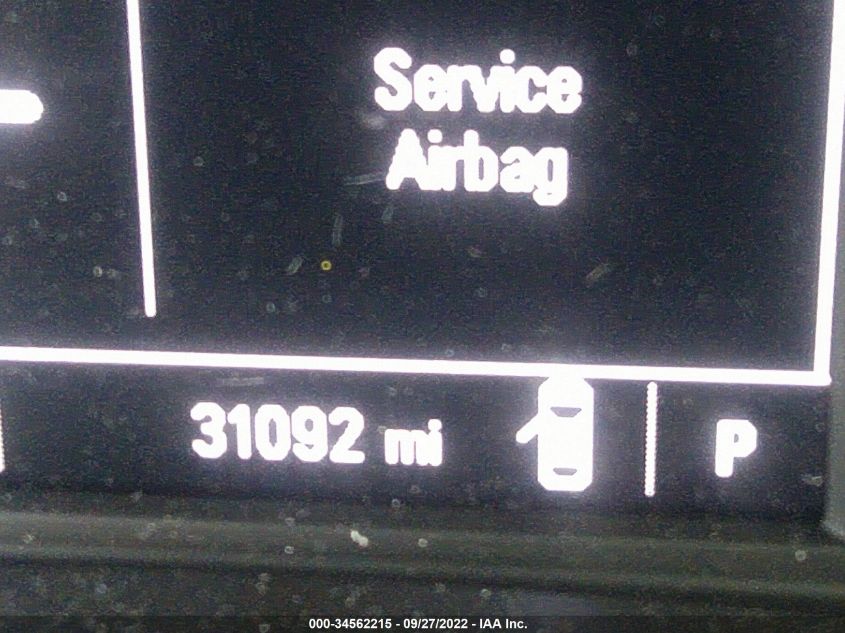 Service
Airbag
31092 mi P
000-34562215 - 09/27/2022 - IAA Inc.